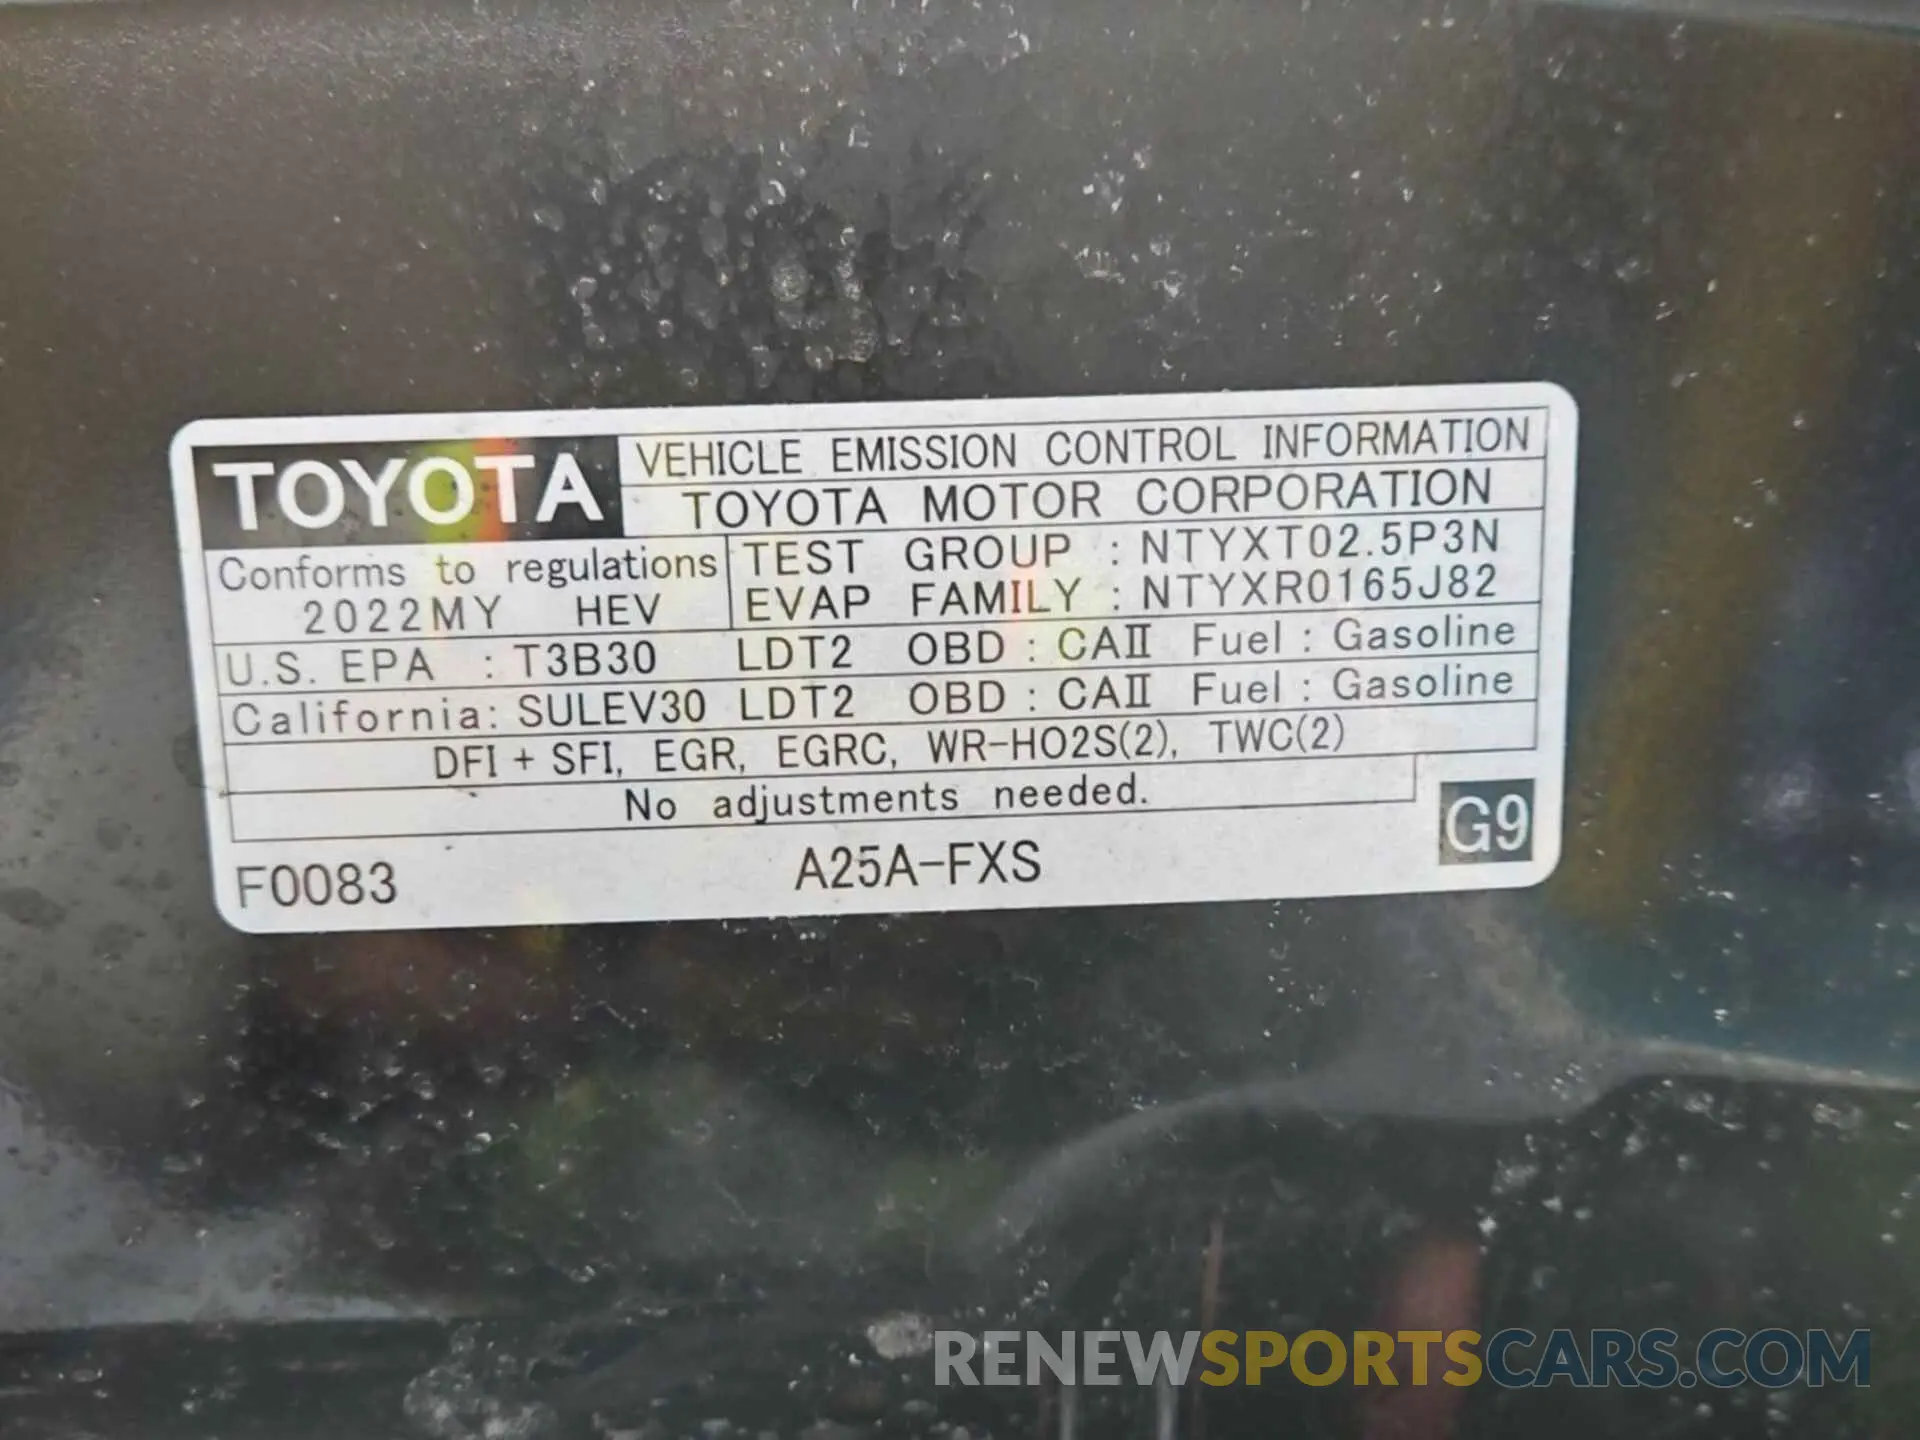 TOYOTA VEHICLE EMISSION CONTROL INFORMATION
TOYOTA MOTOR CORPORATION
Conforms to regulations
2022MY HEV
TEST GROUP : NTYXT02.5P3N
EVAP FAMILY : NTYXR0165J82
U.S. EPA : T3B30 LDT2 OBD : CAⅡ Fuel : Gasoline
California: SULEV30 LDT2 OBD : CAⅡ Fuel : Gasoline
DFI + SFI, EGR, EGRC, WR-HO2S(2), TWC(2)
No adjustments needed.
G9
F0083 A25A-FXS
RENEWSPORTSCARS.COM